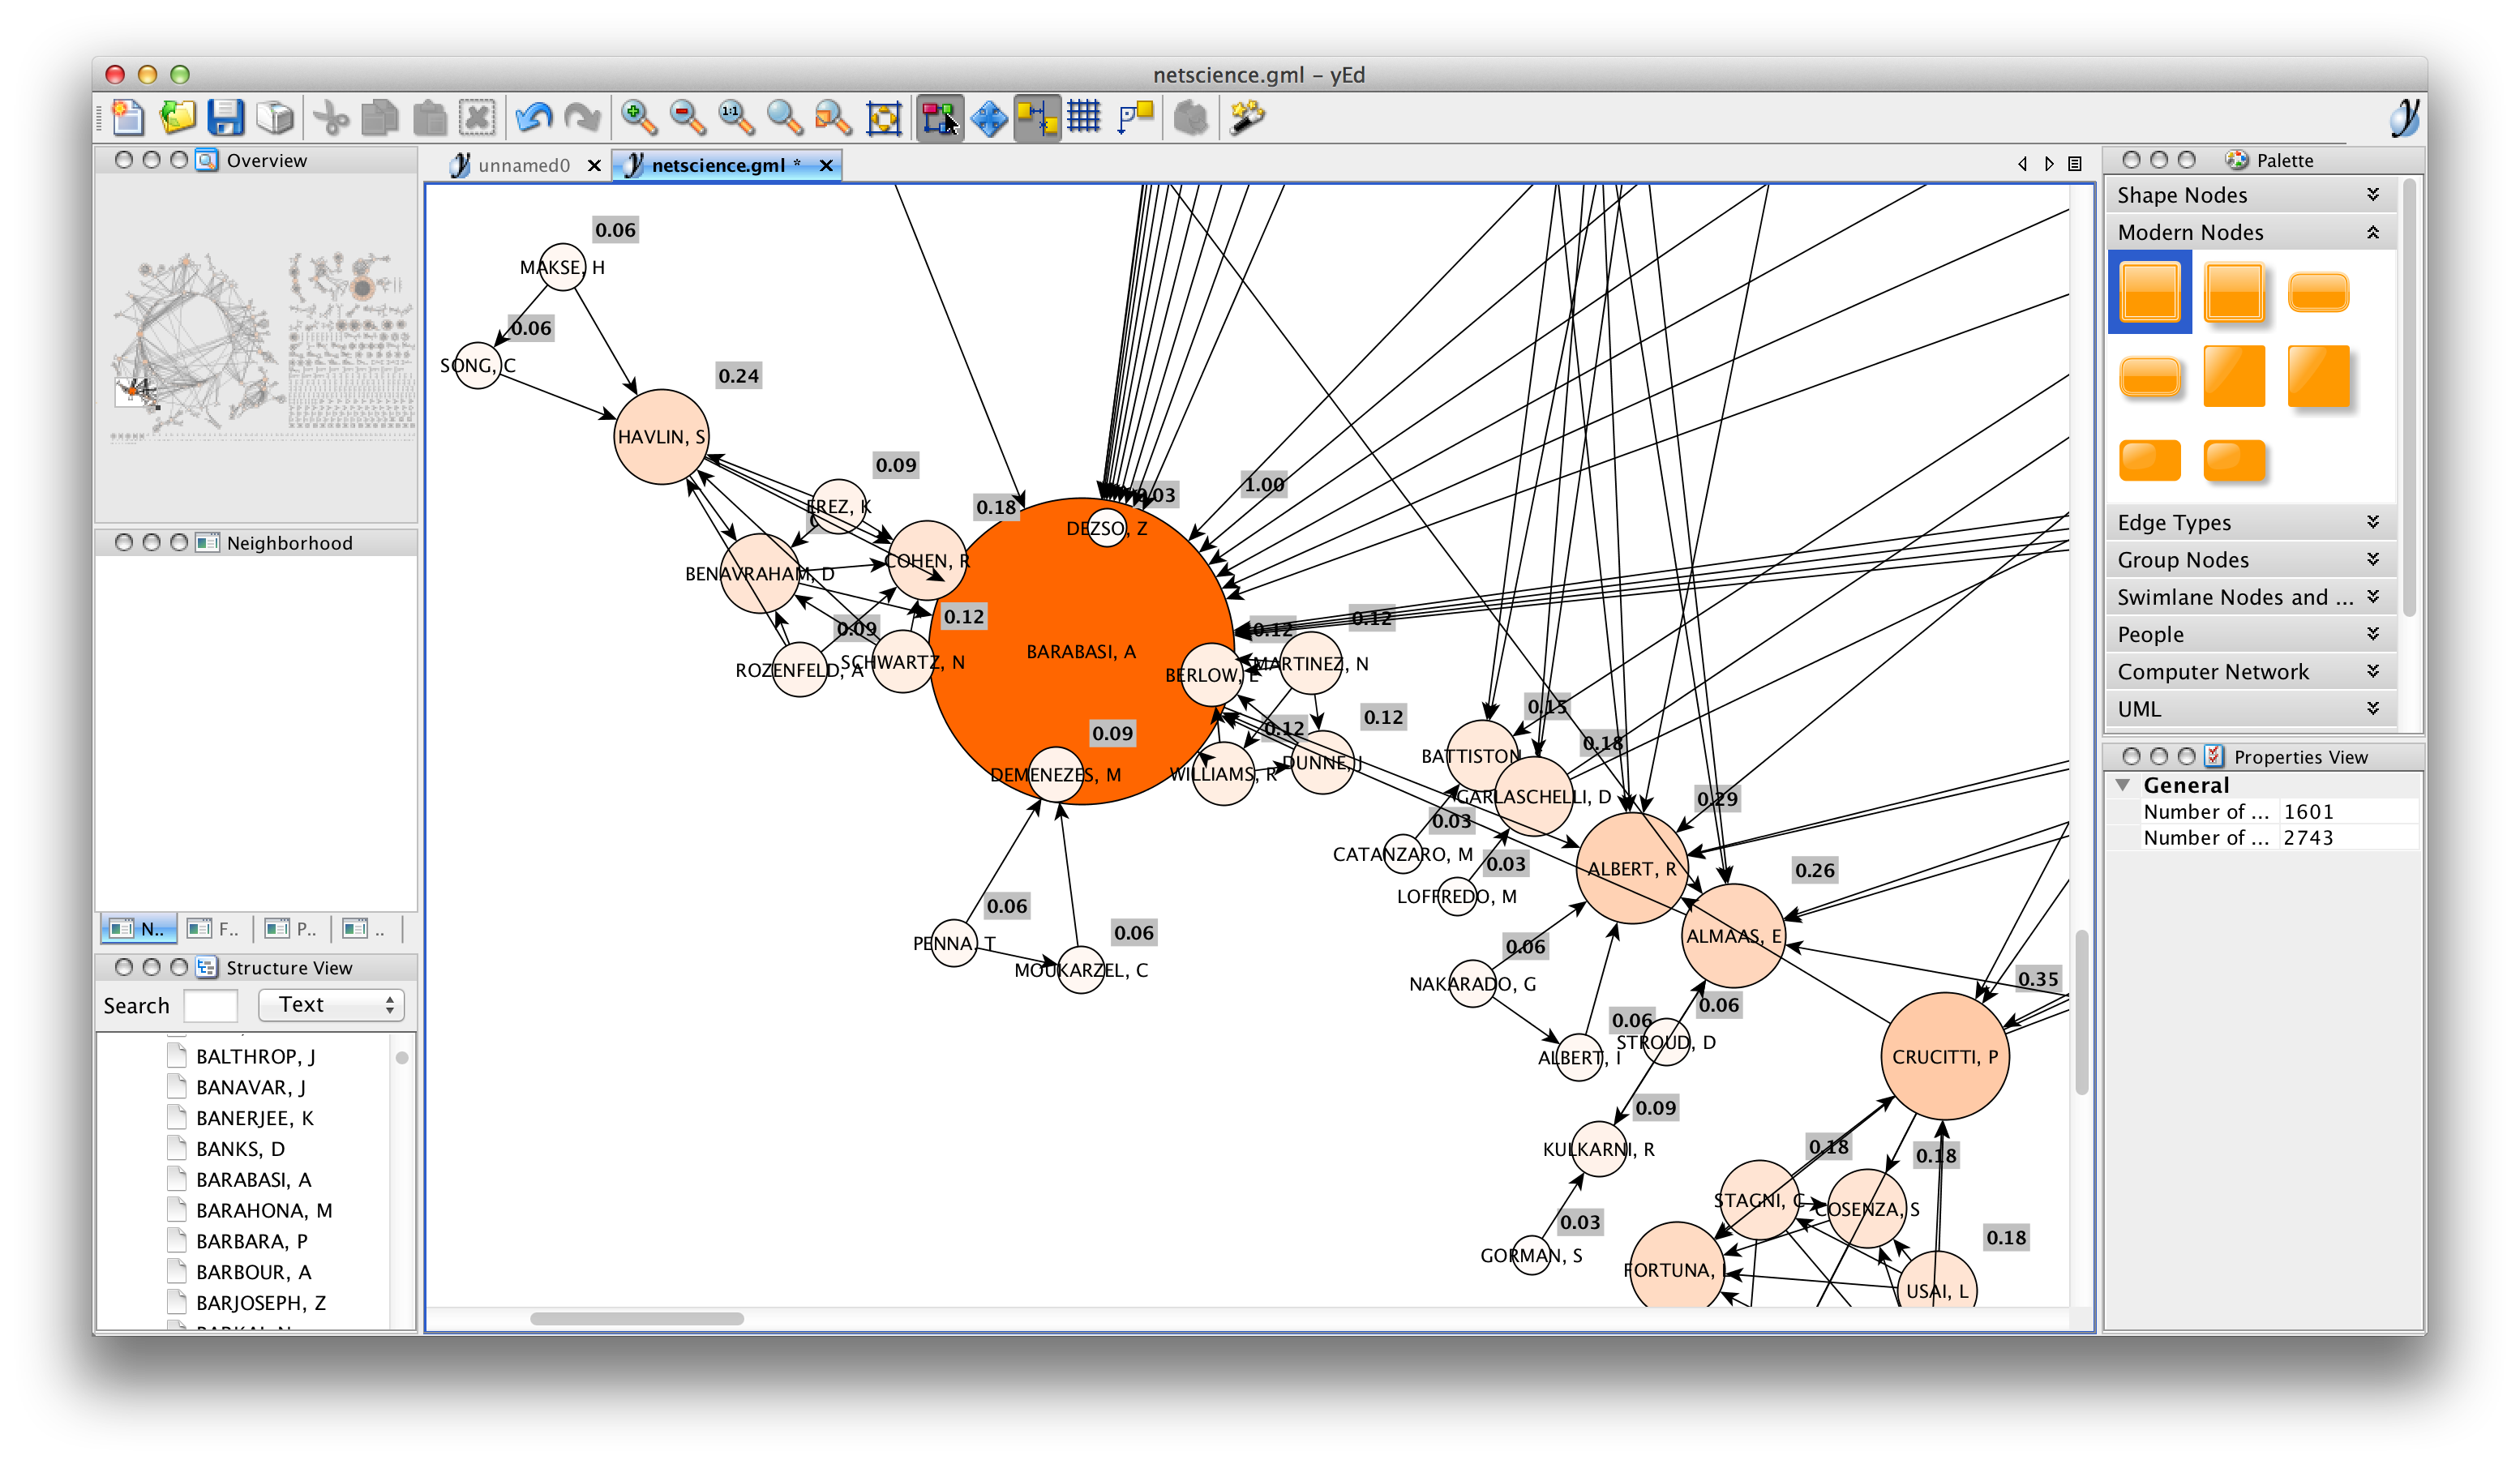 netscience.gml – yEd
1:1
Overview
unnamed0
netscience.gml *
Palette
Shape Nodes
Modern Nodes
Edge Types
Group Nodes
Swimlane Nodes and ...
People
Computer Network
UML
Properties View
General
Number of ... 1601
Number of ... 2743
Neighborhood
N..
F..
P..
..
Structure View
Search
Text
BALTHROP, J
BANAVAR, J
BANERJEE, K
BANKS, D
BARABASI, A
BARAHONA, M
BARBARA, P
BARBOUR, A
BARJOSEPH, Z
0.06
MAKSE, H
0.06
SONG, C
0.24
HAVLIN, S
0.09
EREZ, K
0.18
0.03
1.00
DEZSO, Z
COHEN, R
BENAVRAHAM, D
0.12
0.09
0.12
0.12
BARABASI, A
ROZENFELD, A
SCHWARTZ, N
BERLOW, E
MARTINEZ, N
0.09
0.12
0.12
DEMENEZES, M
WILLIAMS, R
DUNNE, J
0.15
0.18
BATTISTON,
GARLASCHELLI, D
0.29
0.03
CATANZARO, M
0.03
LOFFREDO, M
ALBERT, R
0.26
ALMAAS, E
0.06
PENNA, T
0.06
MOUKARZEL, C
0.06
NAKARADO, G
0.35
0.06
0.06
ALBERT, I
STROUD, D
CRUCITTI, P
0.09
KULKARNI, R
0.18
0.18
STAGNI, C
COSENZA, S
0.03
GORMAN, S
0.18
FORTUNA,
USAI, L